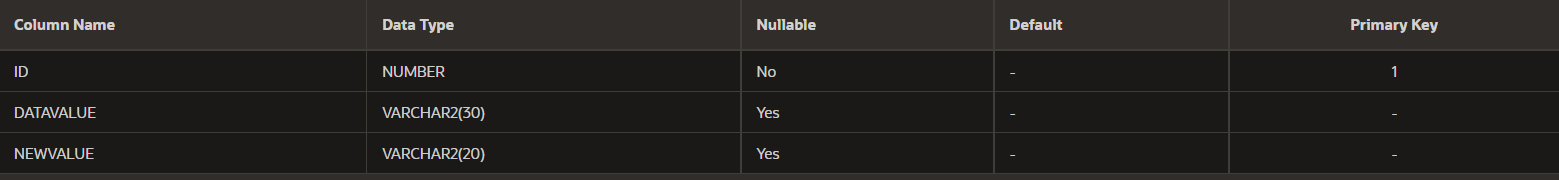 Column Name Data Type Nullable Default Primary Key
ID NUMBER No - 1
DATAVALUE VARCHAR2(30) Yes - -
NEWVALUE VARCHAR2(20) Yes - -